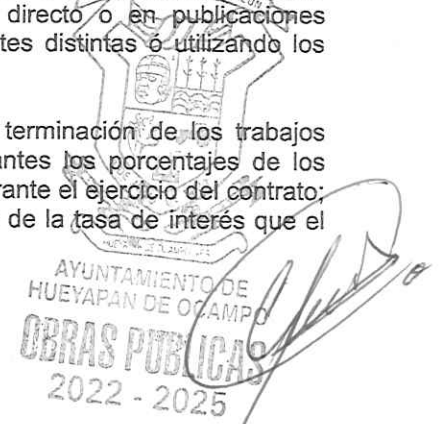 directo o en publicaciones
tes distintas ó utilizando los
terminación de los trabajos
antes los porcentajes de los
rante el ejercicio del contrato;
de la tasa de interés que el
AYUNTAMIENTO DE
HUEYAPAN DE OCAMPO
OBRAS PUBLICAS
2022 - 2025